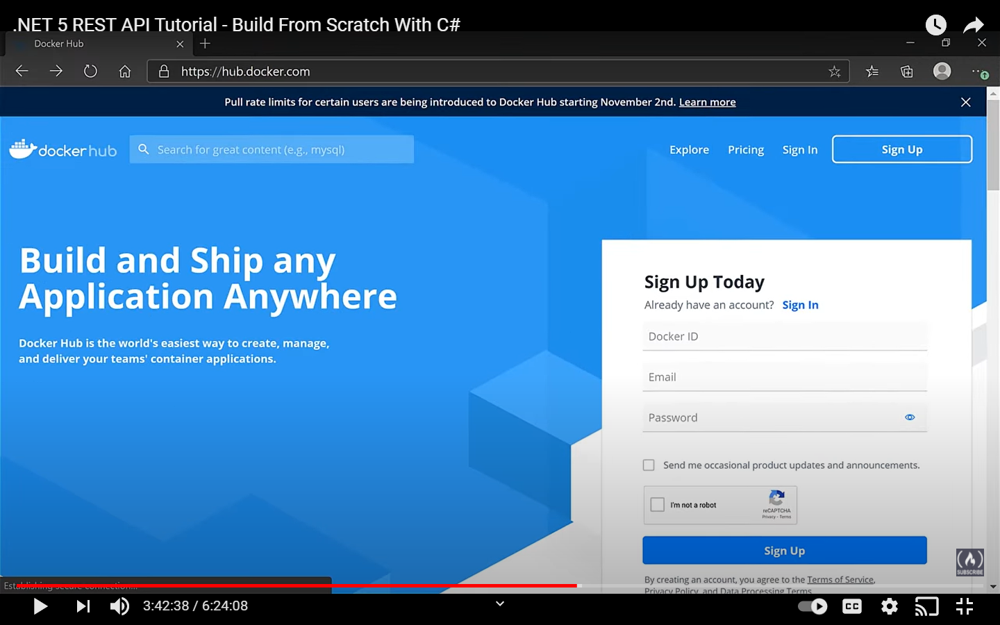 .NET 5 REST API Tutorial - Build From Scratch With C#
Docker Hub
https://hub.docker.com
Pull rate limits for certain users are being introduced to Docker Hub starting November 2nd. Learn more
docker hub
Search for great content (e.g., mysql)
Explore Pricing Sign In Sign Up
Build and Ship any
Application Anywhere
Docker Hub is the world's easiest way to create, manage,
and deliver your teams' container applications.
Sign Up Today
Already have an account? Sign In
Docker ID
Email
Password
Send me occasional product updates and announcements.
I'm not a robot
reCAPTCHA
Privacy - Terms
Sign Up
SUBSCRIBE
By creating an account, you agree to the Terms of Service,
Privacy Policy, and Data Processing Terms
Establishing secure connection...
3:42:38 / 6:24:08
CC